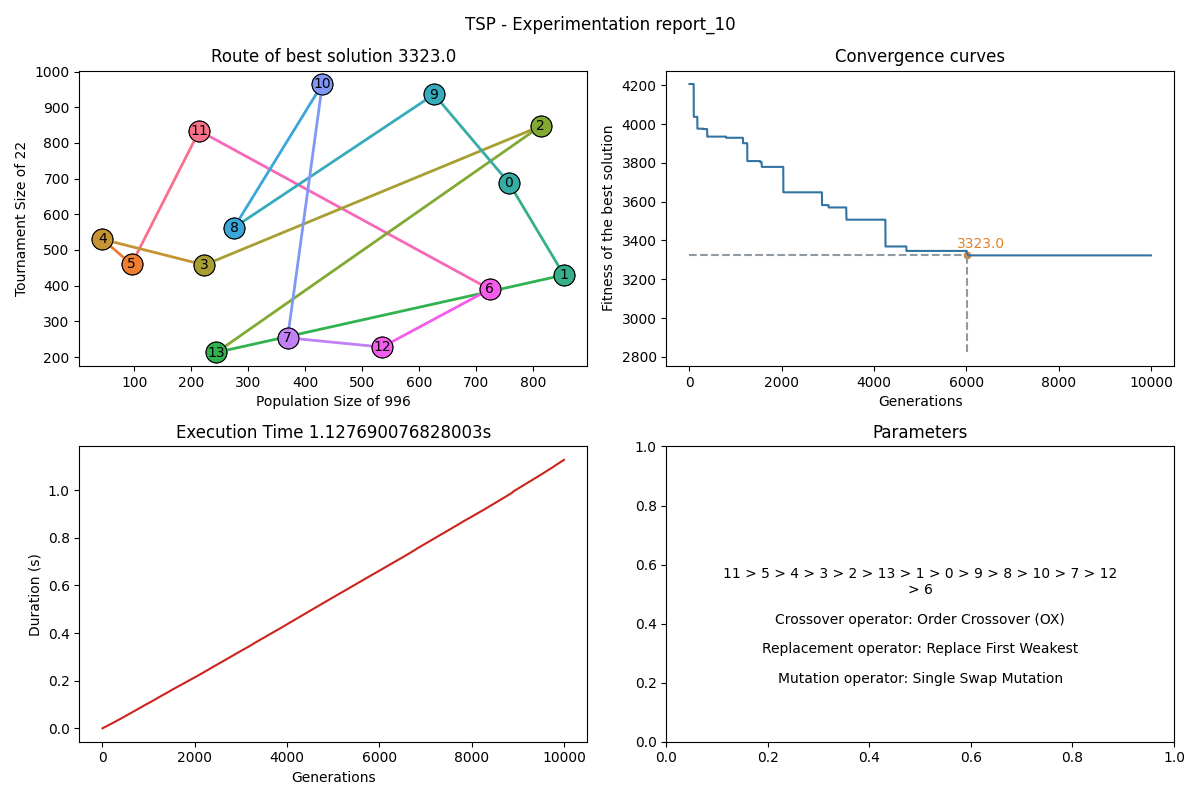 TSP - Experimentation report_10
Route of best solution 3323.0
1000
900
800
700
600
500
400
300
200
Tournament Size of 22
10
9
2
11
0
8
4
5
3
1
6
7
12
13
100 200 300 400 500 600 700 800
Population Size of 996
Convergence curves
4200
4000
3800
3600
3400
3200
3000
2800
Fitness of the best solution
3323.0
0 2000 4000 6000 8000 10000
Generations
Execution Time 1.127690076828003s
1.0
0.8
0.6
0.4
0.2
0.0
Duration (s)
0 2000 4000 6000 8000 10000
Generations
Parameters
1.0
0.8
0.6
0.4
0.2
0.0
11 > 5 > 4 > 3 > 2 > 13 > 1 > 0 > 9 > 8 > 10 > 7 > 12
> 6
Crossover operator: Order Crossover (OX)
Replacement operator: Replace First Weakest
Mutation operator: Single Swap Mutation
0.0 0.2 0.4 0.6 0.8 1.0